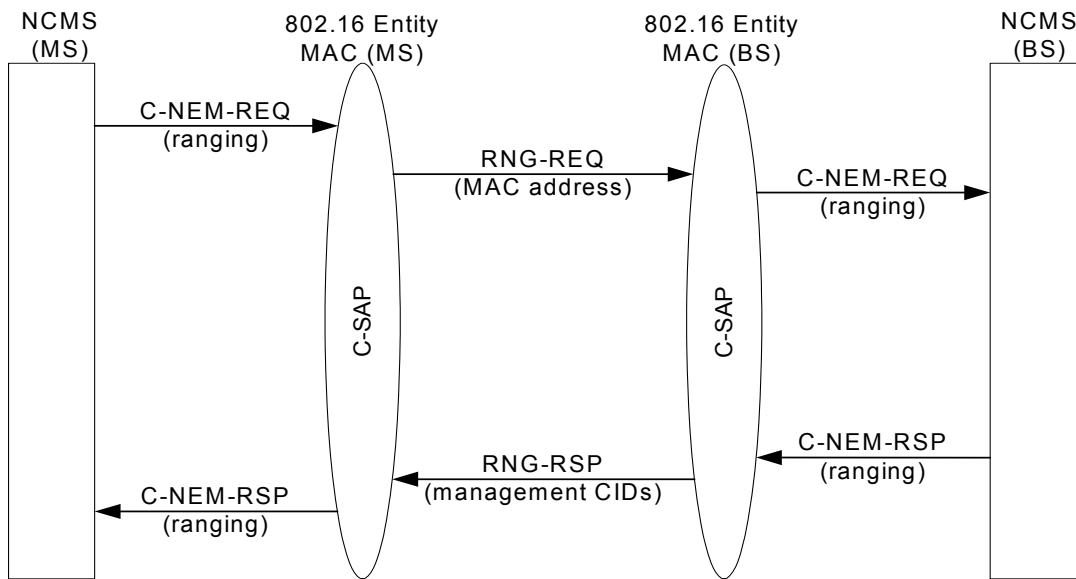 NCMS
(MS)
802.16 Entity
MAC (MS)
802.16 Entity
MAC (BS)
NCMS
(BS)
C-NEM-REQ
(ranging)
RNG-REQ
(MAC address)
C-NEM-REQ
(ranging)
C-SAP
C-SAP
C-NEM-RSP
(ranging)
RNG-RSP
(management CIDs)
C-NEM-RSP
(ranging)